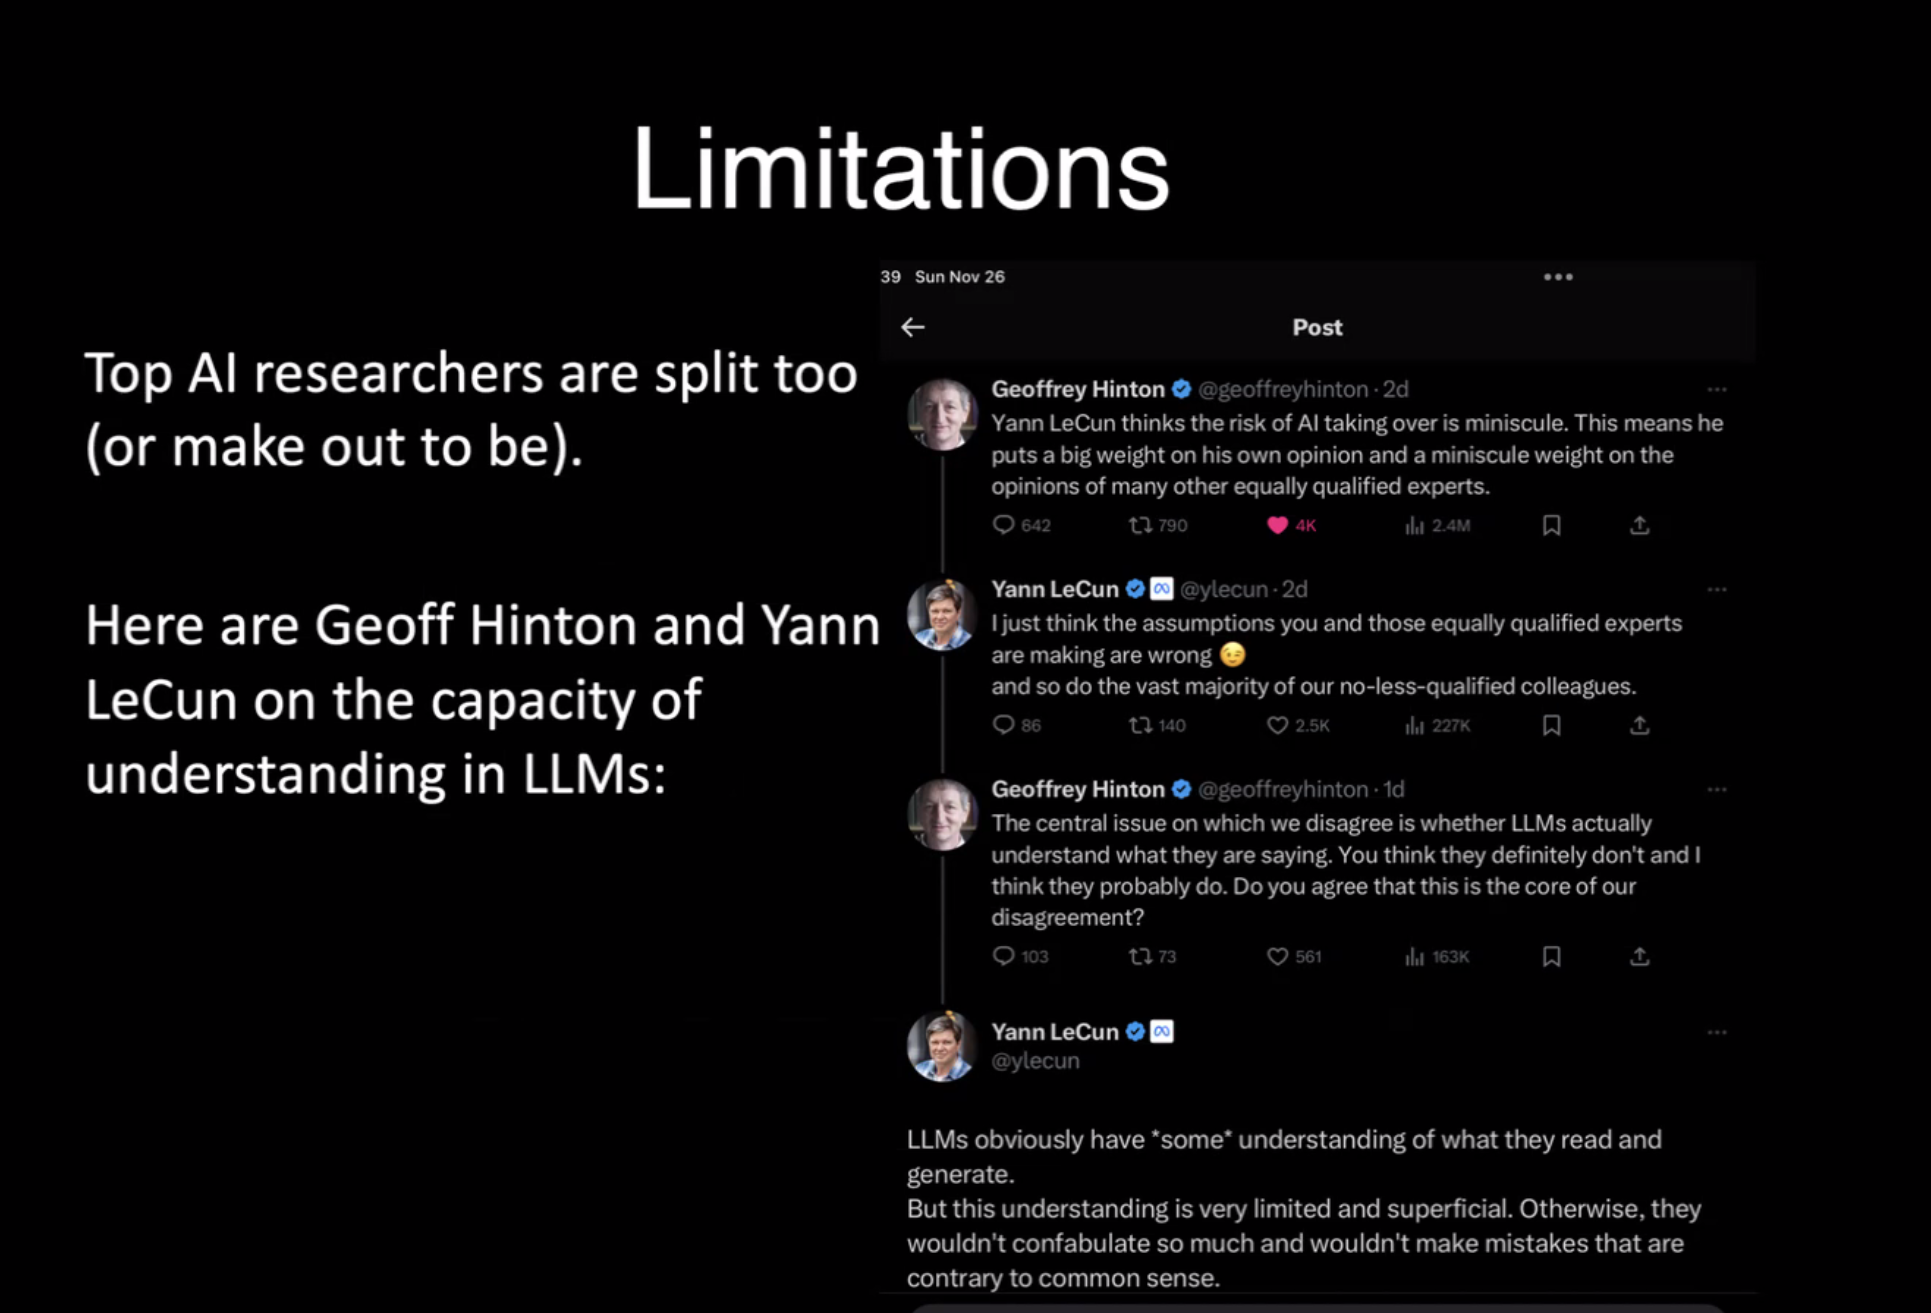 Limitations
Top AI researchers are split too
(or make out to be).
Here are Geoff Hinton and Yann
LeCun on the capacity of
understanding in LLMs:
39 Sun Nov 26
Post
Geoffrey Hinton @geoffreyhinton · 2d
Yann LeCun thinks the risk of AI taking over is miniscule. This means he
puts a big weight on his own opinion and a miniscule weight on the
opinions of many other equally qualified experts.
642 790 4K 2.4M
Yann LeCun @ylecun · 2d
I just think the assumptions you and those equally qualified experts
are making are wrong 😉
and so do the vast majority of our no-less-qualified colleagues.
86 140 2.5K 227K
Geoffrey Hinton @geoffreyhinton · 1d
The central issue on which we disagree is whether LLMs actually
understand what they are saying. You think they definitely don't and I
think they probably do. Do you agree that this is the core of our
disagreement?
103 73 561 163K
Yann LeCun
@ylecun
LLMs obviously have *some* understanding of what they read and
generate.
But this understanding is very limited and superficial. Otherwise, they
wouldn't confabulate so much and wouldn't make mistakes that are
contrary to common sense.